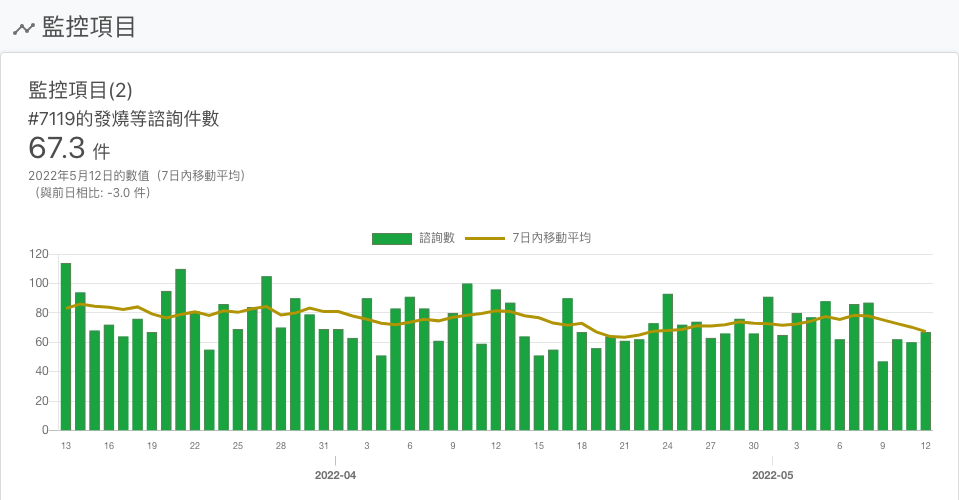 監控項目
監控項目(2)
#7119的發燒等諮詢件數
67.3 件
2022年5月12日的數值（7日內移動平均）
（與前日相比: -3.0 件）
諮詢數 7日內移動平均
120
100
80
60
40
20
0
13 16 19 22 25 28 31 3 6 9 12 15 18 21 24 27 30 3 6 9 12
2022-04 2022-05